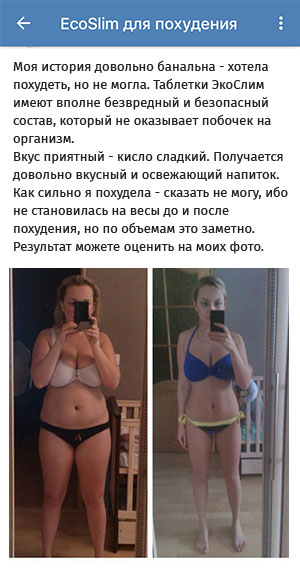 EcoSlim для похудения
Моя история довольно банальна - хотела
похудеть, но не могла. Таблетки ЭкоСлим
имеют вполне безвредный и безопасный
состав, который не оказывает побочек на
организм.
Вкус приятный - кисло сладкий. Получается
довольно вкусный и освежающий напиток.
Как сильно я похудела - сказать не могу, ибо
не становилась на весы до и после
похудения, но по объемам это заметно.
Результат можете оценить на моих фото.